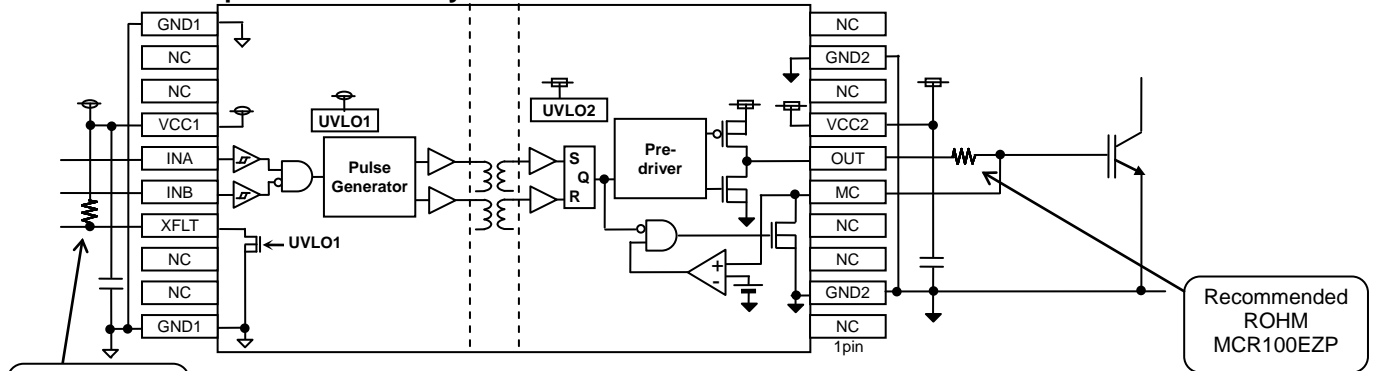 GND1
NC
NC
VCC1
INA
INB
XFLT
NC
NC
GND1
UVLO1
Pulse
Generator
UVLO1
UVLO2
S
Q
R
Pre-
driver
+
-
NC
GND2
NC
VCC2
OUT
MC
NC
NC
GND2
NC
1pin
Recommended
ROHM
MCR100EZP